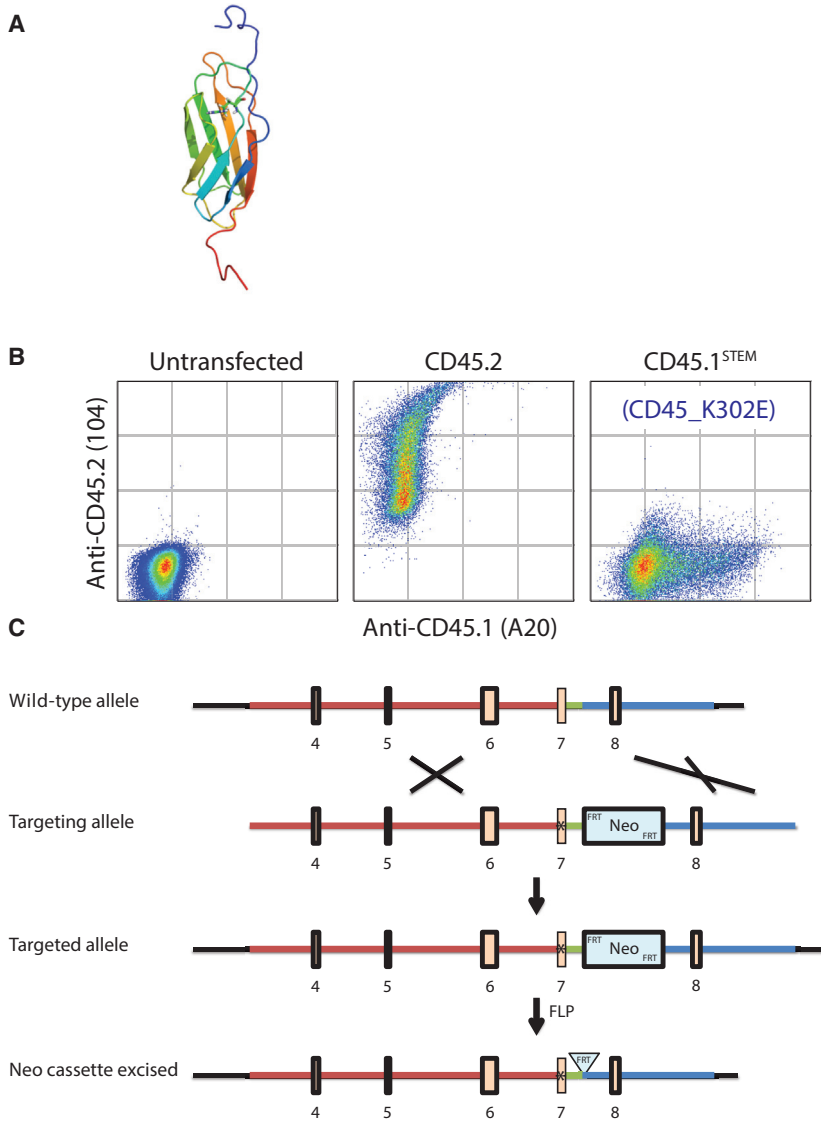 A
B
Untransfected
CD45.2
CD45.1STEM
(CD45_K302E)
Anti-CD45.2 (104)
Anti-CD45.1 (A20)
C
Wild-type allele
4 5 6 7 8
Targeting allele
FRT Neo FRT
4 5 6 7 8
Targeted allele
FRT Neo FRT
4 5 6 7 8
FLP
Neo cassette excised
FRT
4 5 6 7 8